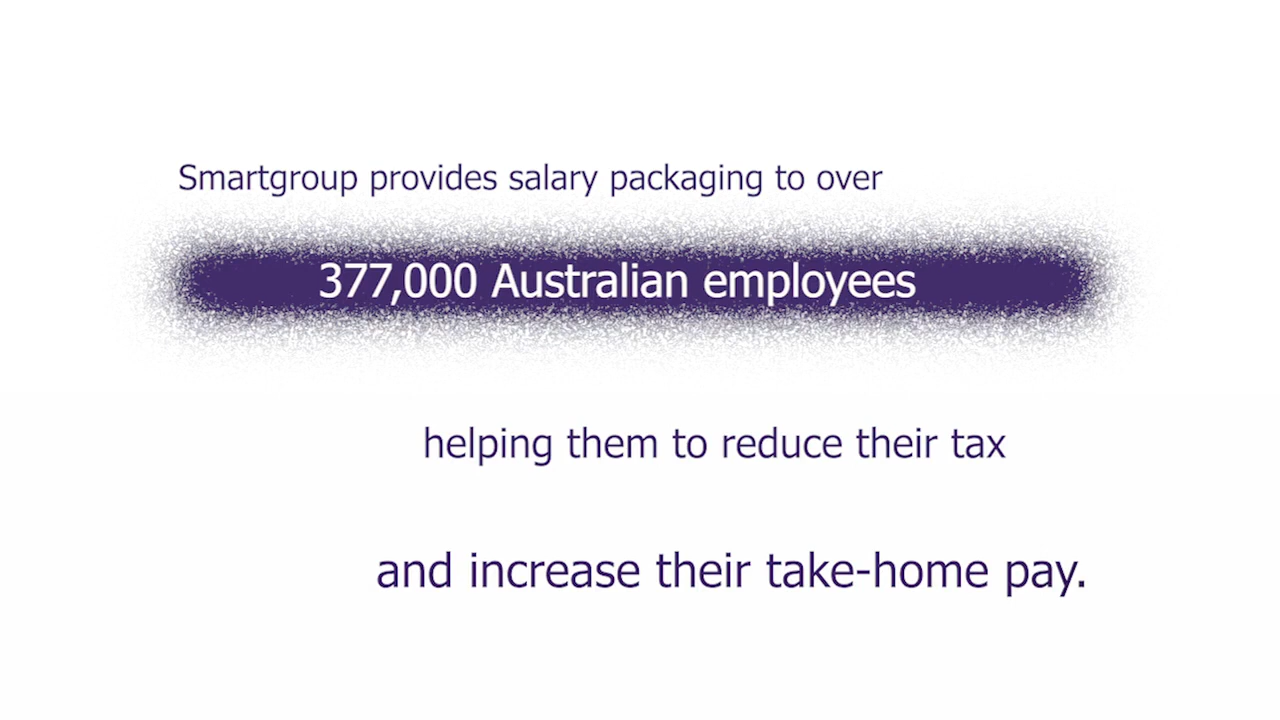 Smartgroup provides salary packaging to over
377,000 Australian employees
helping them to reduce their tax
and increase their take-home pay.